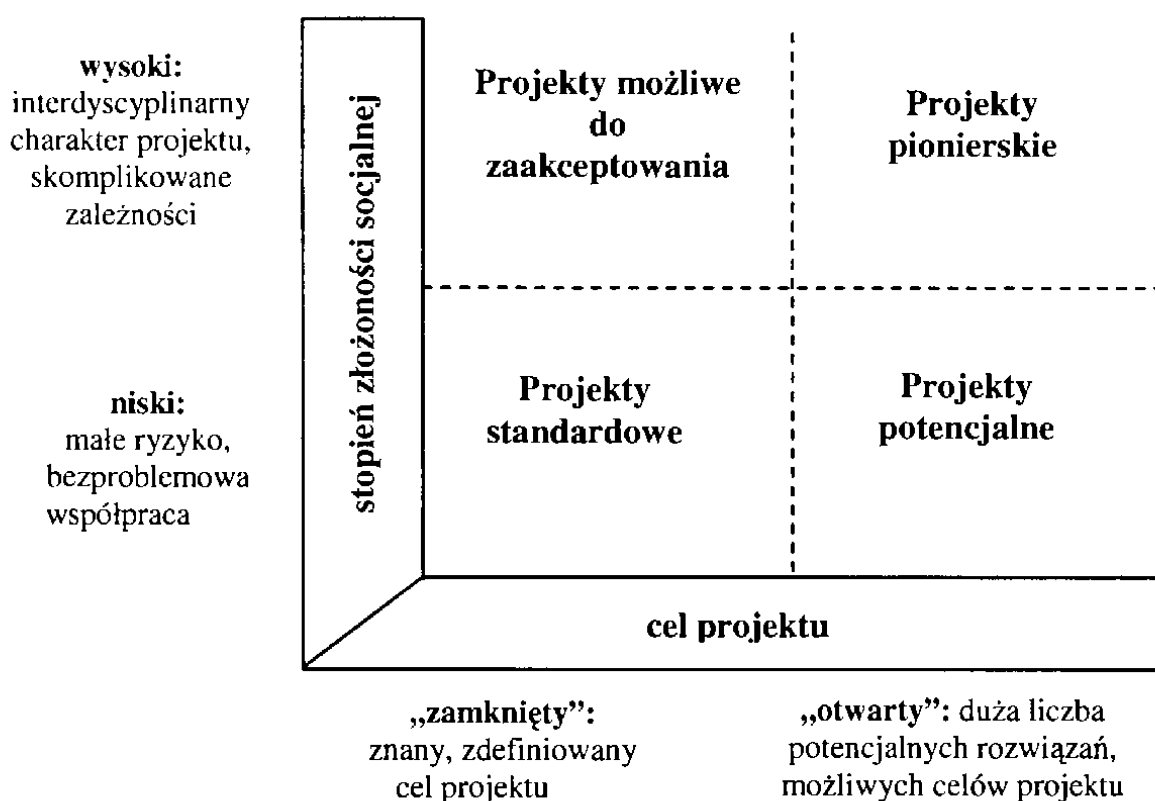 wysoki:
interdyscyplinarny
charakter projektu,
skomplikowane
zależności
niski:
małe ryzyko,
bezproblemowa
współpraca
stopień złożoności socjalnej
Projekty możliwe
do
zaakceptowania
Projekty
pionierskie
Projekty
standardowe
Projekty
potencjalne
cel projektu
„zamknięty”:
znany, zdefiniowany
cel projektu
„otwarty”: duża liczba
potencjalnych rozwiązań,
możliwych celów projektu